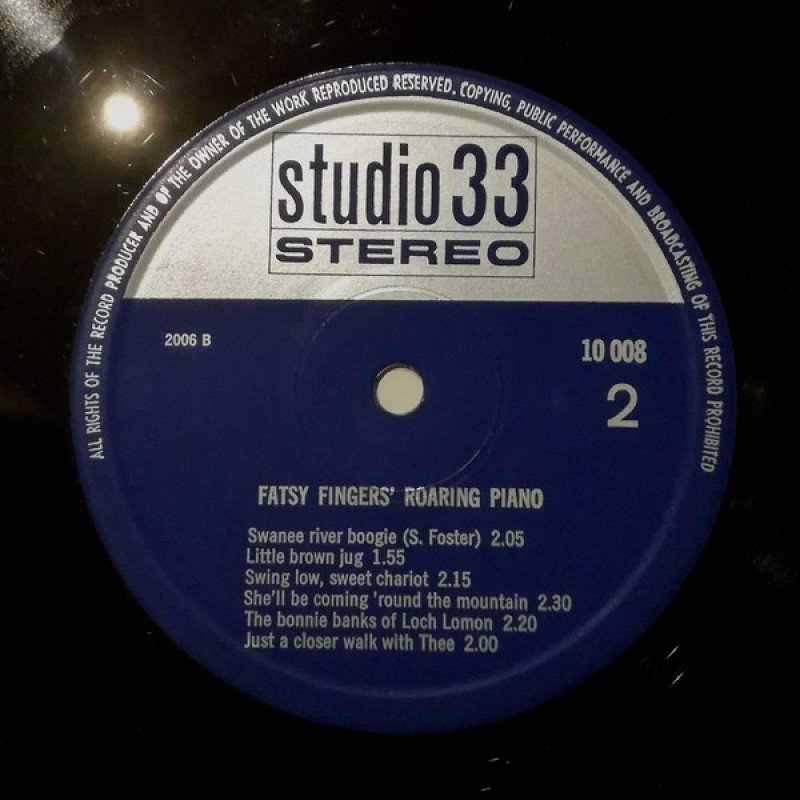 ALL RIGHTS OF THE RECORD PRODUCER AND OF THE OWNER OF THE WORK REPRODUCED RESERVED. COPYING, PUBLIC PERFORMANCE AND BROADCASTING OF THIS RECORD PROHIBITED
studio 33
STEREO
2006 B
10 008
2
FATSY FINGERS' ROARING PIANO
Swanee river boogie (S. Foster) 2.05
Little brown jug 1.55
Swing low, sweet chariot 2.15
She'll be coming 'round the mountain 2.30
The bonnie banks of Loch Lomon 2.20
Just a closer walk with Thee 2.00